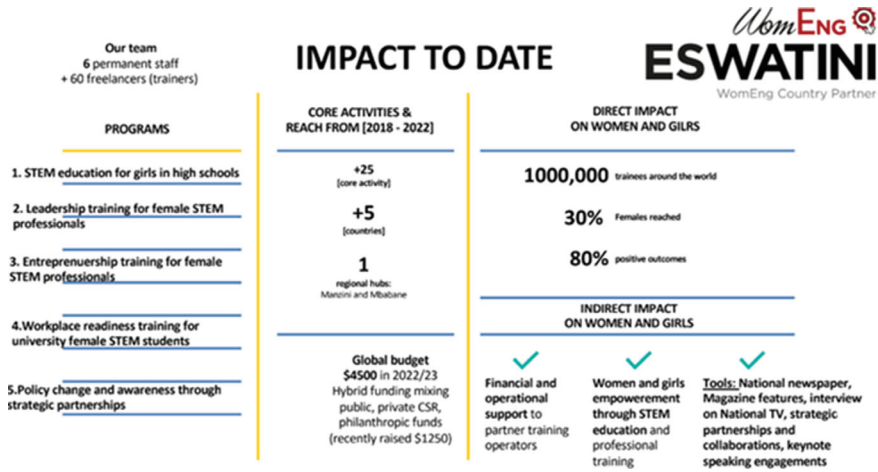 WomENG
ESWATINI
WomEng Country Partner
Our team
6 permanent staff
+ 60 freelancers (trainers)
IMPACT TO DATE
PROGRAMS
1. STEM education for girls in high schools
2. Leadership training for female STEM
professionals
3. Entreprenuership training for female
STEM professionals
4.Workplace readiness training for
university female STEM students
5.Policy change and awareness through
strategic partnerships
CORE ACTIVITIES &
REACH FROM [2018 - 2022]
+25
[core activity]
+5
[countries]
1
regional hubs:
Manzini and Mbabane
Global budget
$4500 in 2022/23
Hybrid funding mixing
public, private CSR,
philanthropic funds
(recently raised $1250)
DIRECT IMPACT
ON WOMEN AND GILRS
1000,000 trainees around the world
30% Females reached
80% positive outcomes
INDIRECT IMPACT
ON WOMEN AND GIRLS
Financial and
operational
support to
partner training
operators
Women and girls
empowerement
through STEM
education and
professional
training
Tools: National newspaper,
Magazine features, interview
on National TV, strategic
partnerships and
collaborations, keynote
speaking engagements